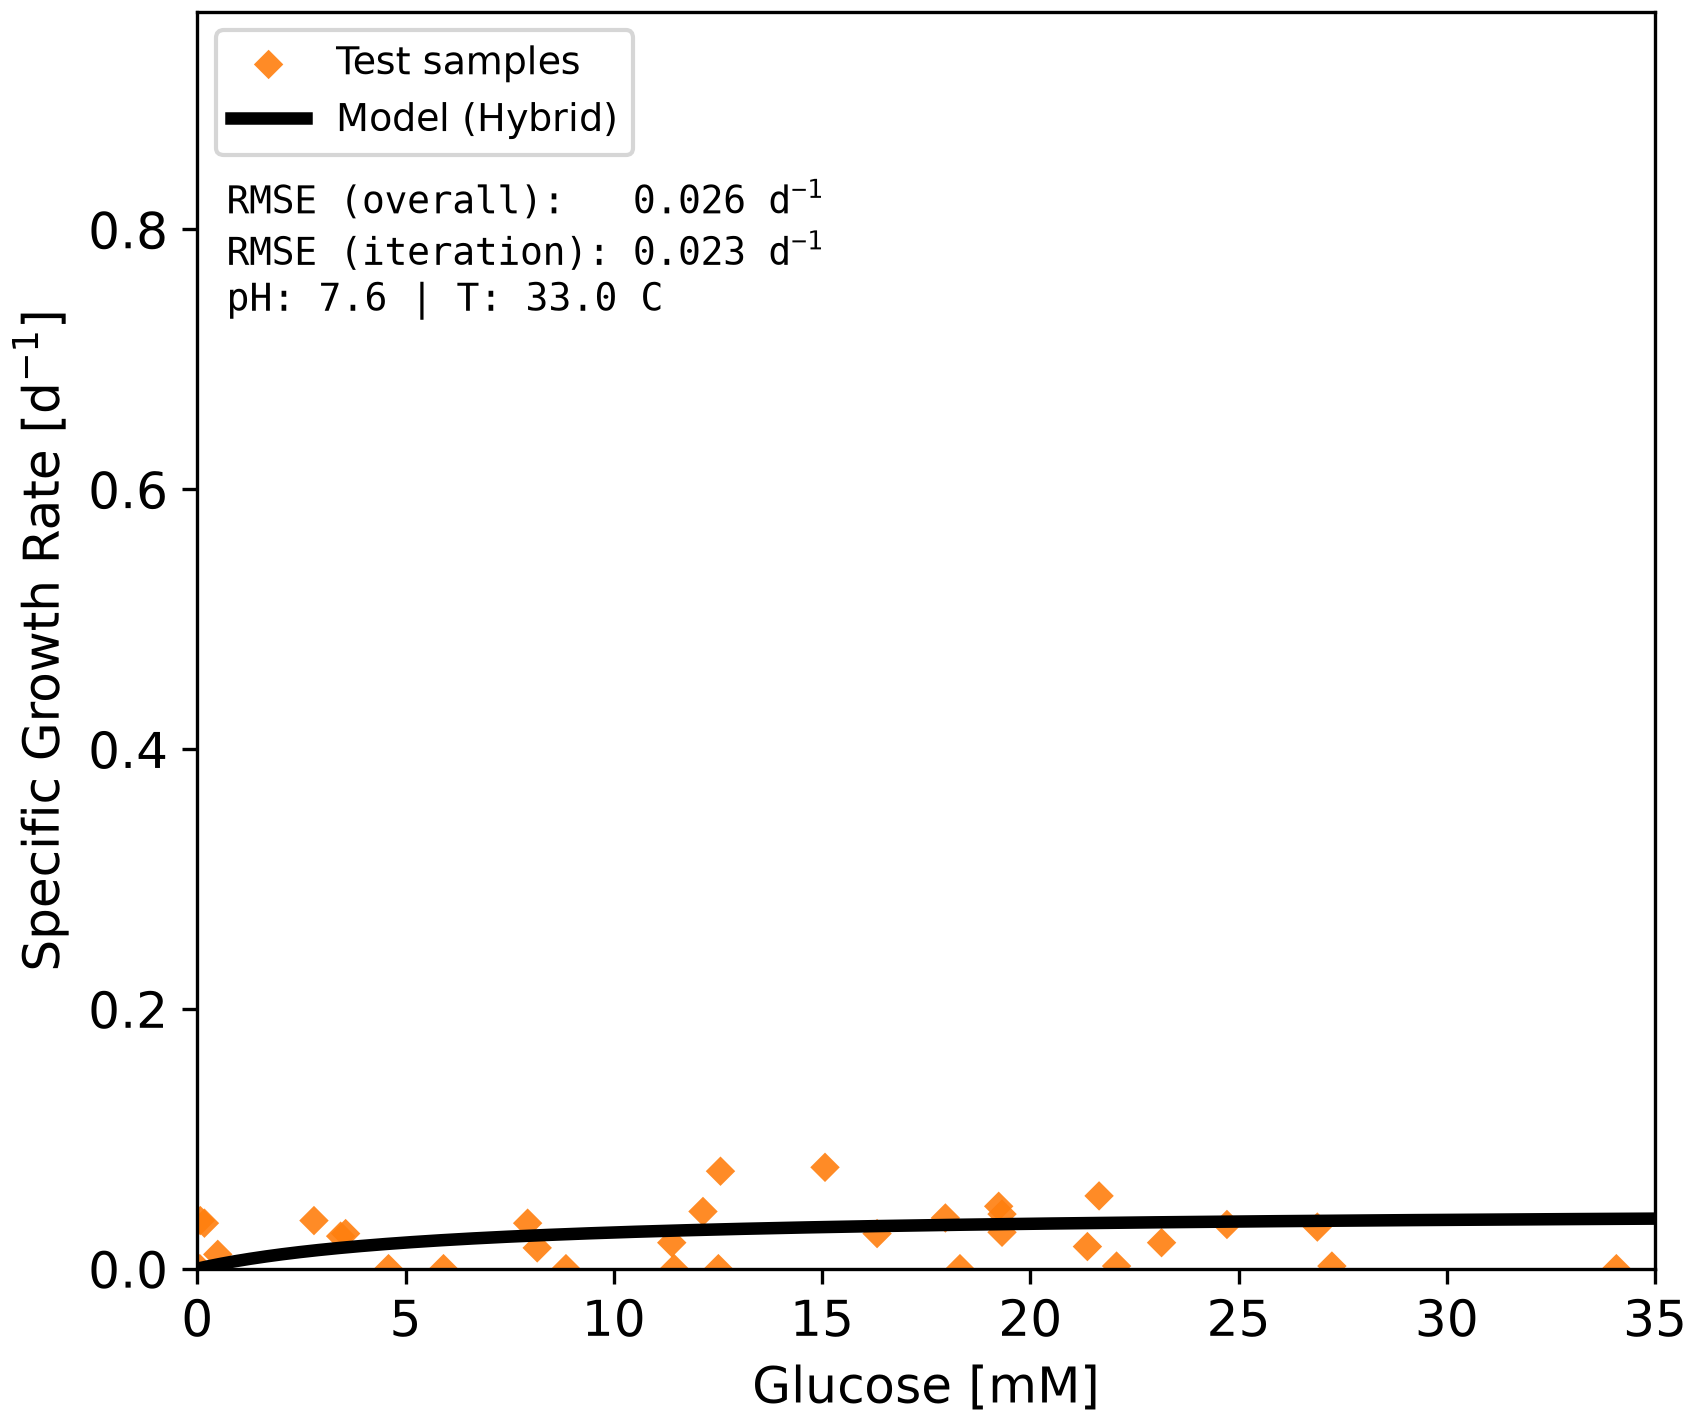 Test samples
Model (Hybrid)
RMSE (overall): 0.026 d⁻¹
RMSE (iteration): 0.023 d⁻¹
pH: 7.6 | T: 33.0 C
Specific Growth Rate [d⁻¹]
0.8
0.6
0.4
0.2
0.0
0 5 10 15 20 25 30 35
Glucose [mM]